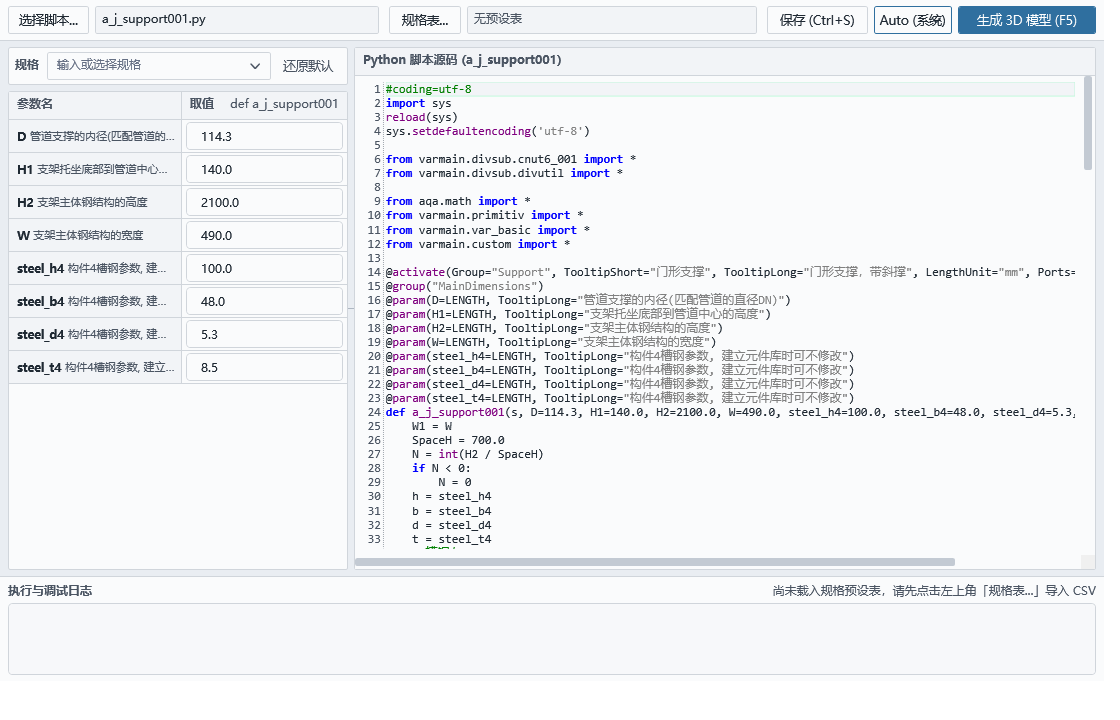 选择脚本... a_j_support001.py 规格表... 无预设表 保存 (Ctrl+S) Auto (系统) 生成 3D 模型 (F5)
规格 输入或选择规格 还原默认
参数名 取值 def a_j_support001
D 管道支撑的内径(匹配管道的... 114.3
H1 支架托坐底部到管道中心... 140.0
H2 支架主体钢结构的高度 2100.0
W 支架主体钢结构的宽度 490.0
steel_h4 构件4槽钢参数, 建... 100.0
steel_b4 构件4槽钢参数, 建... 48.0
steel_d4 构件4槽钢参数, 建... 5.3
steel_t4 构件4槽钢参数, 建立... 8.5
Python 脚本源码 (a_j_support001)
1 #coding=utf-8
2 import sys
3 reload(sys)
4 sys.setdefaultencoding('utf-8')
5
6 from varmain.divsub.cnut6_001 import *
7 from varmain.divsub.divutil import *
8
9 from aqa.math import *
10 from varmain.primitiv import *
11 from varmain.var_basic import *
12 from varmain.custom import *
13
14 @activate(Group="Support", TooltipShort="门形支撑", TooltipLong="门形支撑, 带斜撑", LengthUnit="mm", Ports=
15 @group("MainDimensions")
16 @param(D=LENGTH, TooltipLong="管道支撑的内径(匹配管道的直径DN)")
17 @param(H1=LENGTH, TooltipLong="支架托坐底部到管道中心的高度")
18 @param(H2=LENGTH, TooltipLong="支架主体钢结构的高度")
19 @param(W=LENGTH, TooltipLong="支架主体钢结构的宽度")
20 @param(steel_h4=LENGTH, TooltipLong="构件4槽钢参数, 建立元件库时可不修改")
21 @param(steel_b4=LENGTH, TooltipLong="构件4槽钢参数, 建立元件库时可不修改")
22 @param(steel_d4=LENGTH, TooltipLong="构件4槽钢参数, 建立元件库时可不修改")
23 @param(steel_t4=LENGTH, TooltipLong="构件4槽钢参数, 建立元件库时可不修改")
24 def a_j_support001(s, D=114.3, H1=140.0, H2=2100.0, W=490.0, steel_h4=100.0, steel_b4=48.0, steel_d4=5.3,
25 W1 = W
26 SpaceH = 700.0
27 N = int(H2 / SpaceH)
28 if N < 0:
29 N = 0
30 h = steel_h4
31 b = steel_b4
32 d = steel_d4
33 t = steel_t4
执行与调试日志 尚未载入规格预设表，请先点击左上角「规格表...」导入 CSV